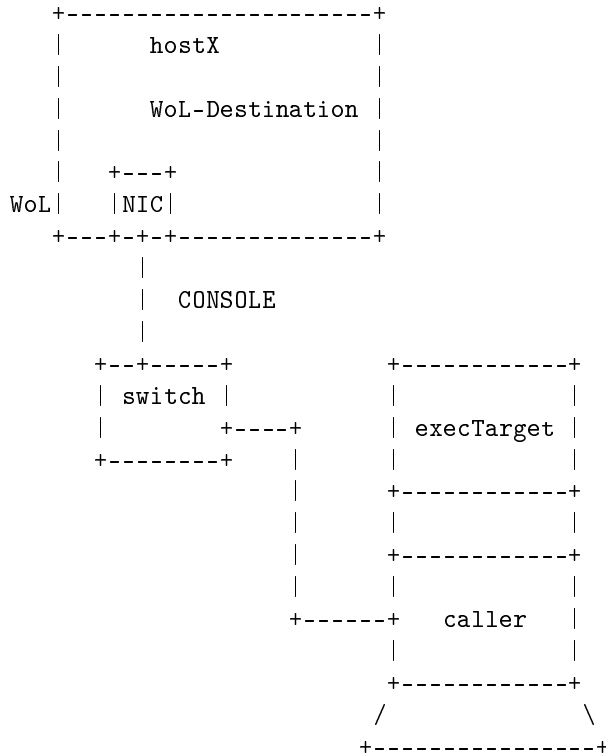 hostX
WoL-Destination
WoL
NIC
CONSOLE
switch
execTarget
caller